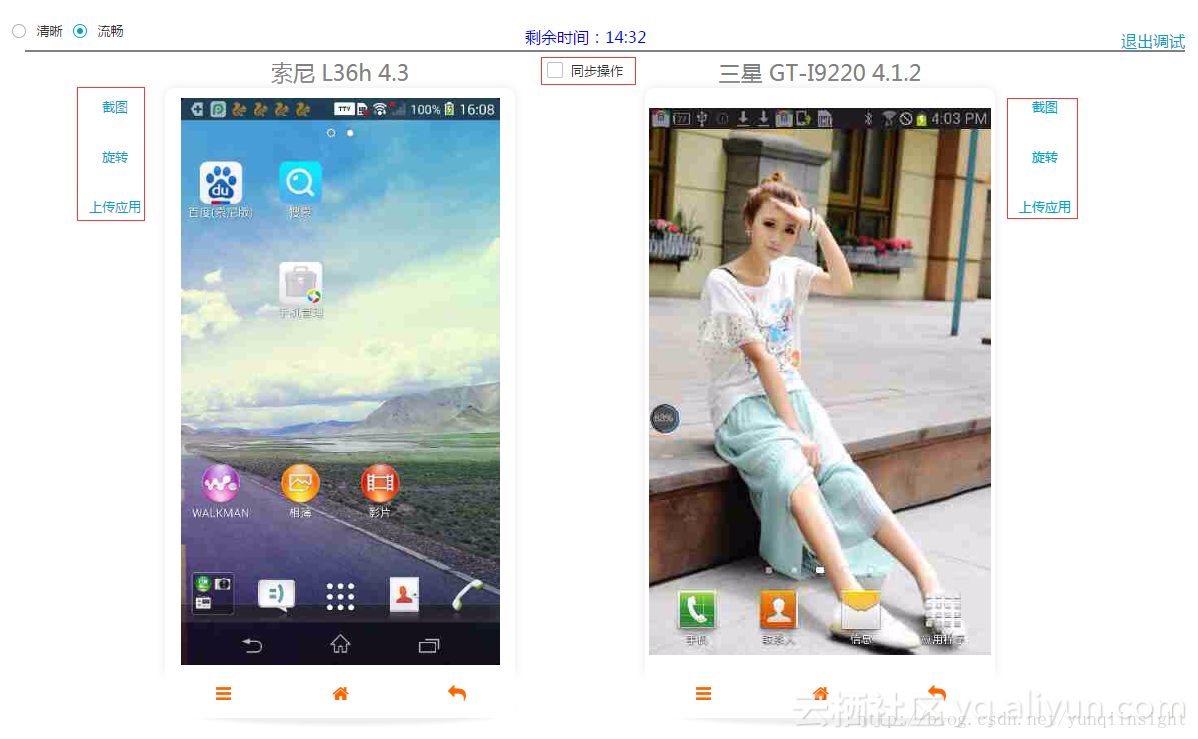 清晰 流畅
剩余时间：14:32
退出调试
索尼 L36h 4.3
同步操作
三星 GT-I9220 4.1.2
截图
旋转
上传应用
截图
旋转
上传应用
TTV 100% 16:08
du
百度(索尼版) 搜索
手机管理
WALKMAN 相簿 影片
4:03 PM
83%
手机 联系人 信息 应用程序
云栖社区 yq.aliyun.com
http://blog.csdn.net/yunqiinsight